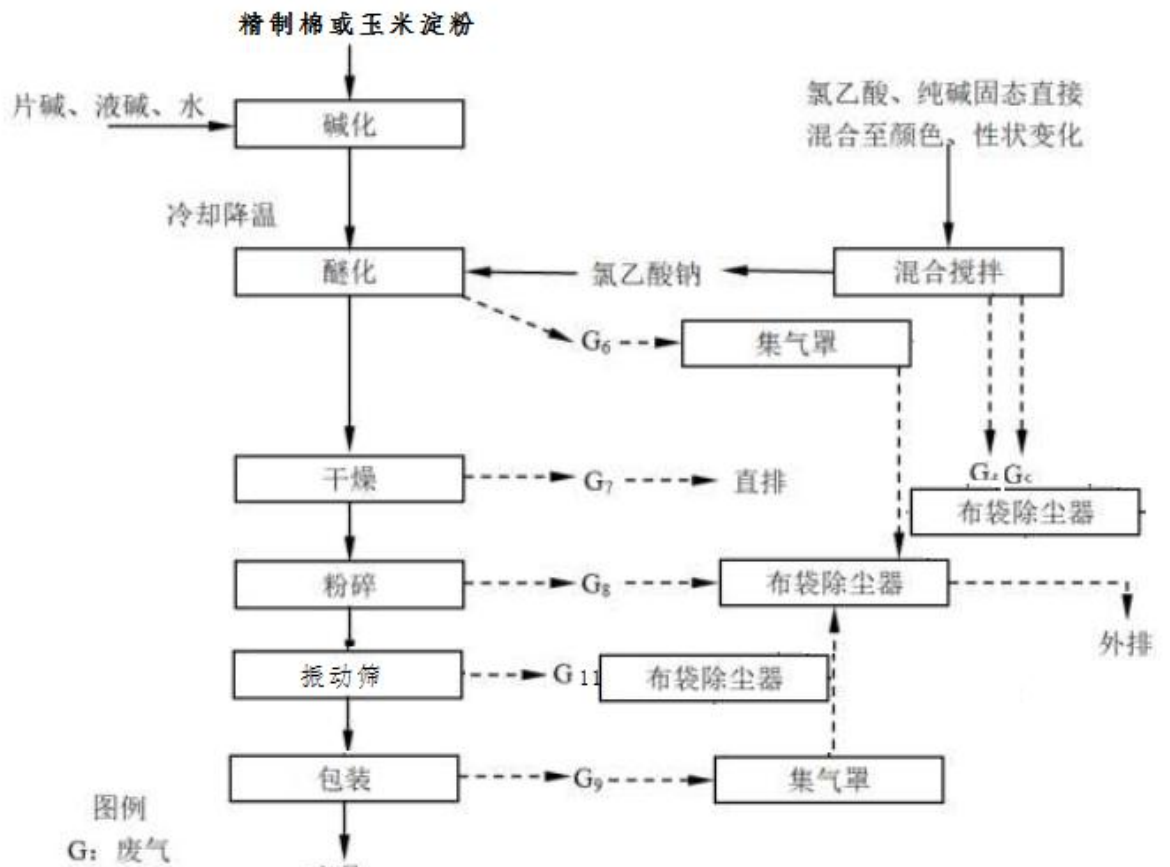 精制棉或玉米淀粉
片碱、液碱、水
碱化
氯乙酸、纯碱固态直接
混合至颜色、性状变化
冷却降温
醚化
氯乙酸钠
混合搅拌
G6
集气罩
干燥
G7
直排
布袋除尘器
粉碎
G8
布袋除尘器
外排
振动筛
G 11
布袋除尘器
包装
G9
集气罩
图例
G：废气